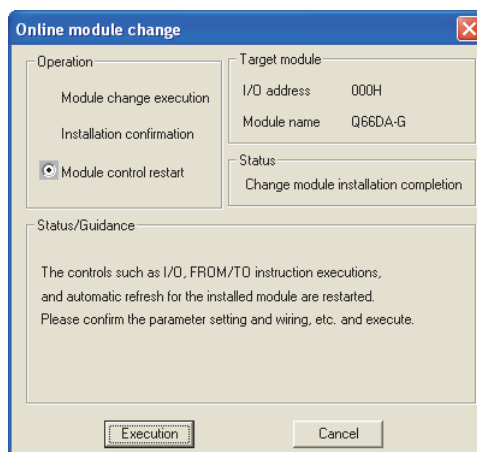 Online module change
Operation
Module change execution
Installation confirmation
Module control restart
Target module
I/O address 000H
Module name Q66DA-G
Status
Change module installation completion
Status/Guidance
The controls such as I/O, FROM/TO instruction executions,
and automatic refresh for the installed module are restarted.
Please confirm the parameter setting and wiring, etc. and execute.
Execution
Cancel